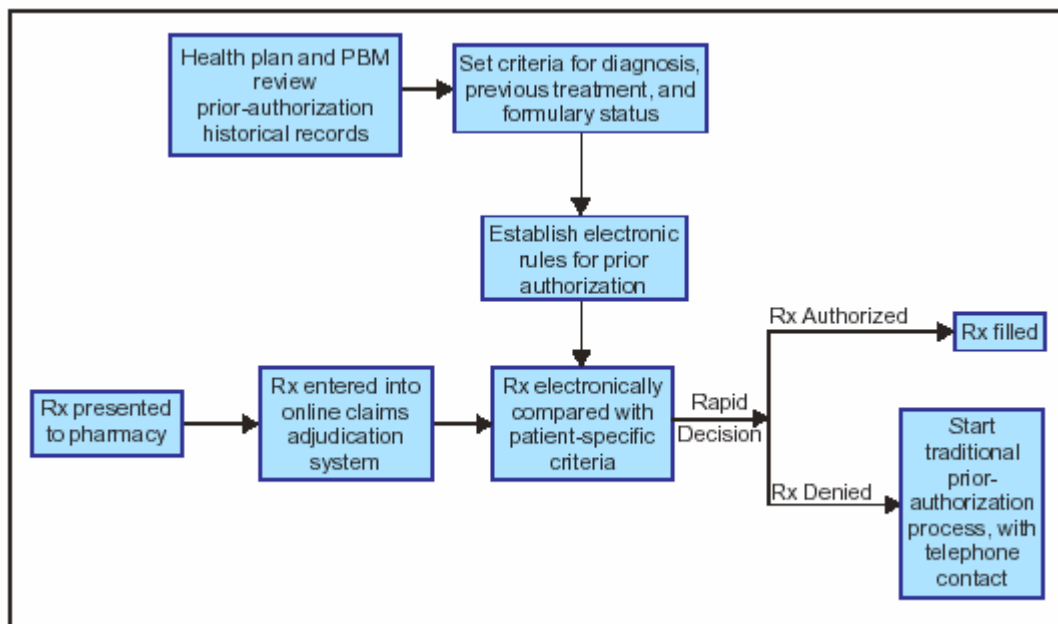 Health plan and PBM
review
prior-authorization
historical records
Set criteria for diagnosis,
previous treatment, and
formulary status
Establish electronic
rules for prior
authorization
Rx presented
to pharmacy
Rx entered into
online claims
adjudication
system
Rx electronically
compared with
patient-specific
criteria
Rapid
Decision
Rx Authorized
Rx filled
Rx Denied
Start
traditional
prior-
authorization
process, with
telephone
contact